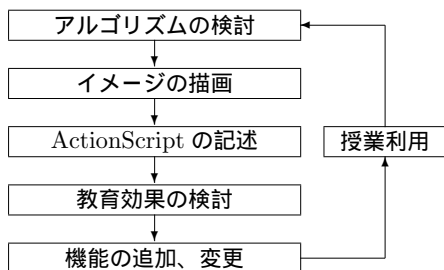 アルゴリズムの検討
イメージの描画
ActionScript の記述
授業利用
教育効果の検討
機能の追加、変更